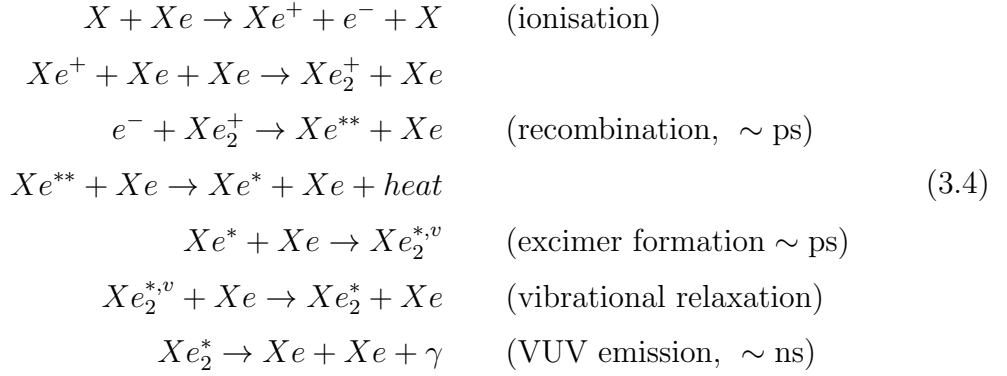 X + Xe → Xe⁺ + e⁻ + X (ionisation)
Xe⁺ + Xe + Xe → Xe₂⁺ + Xe
e⁻ + Xe₂⁺ → Xe** + Xe (recombination, ∼ ps)
Xe** + Xe → Xe* + Xe + heat (3.4)
Xe* + Xe → Xe₂*,ᵛ (excimer formation ∼ ps)
Xe₂*,ᵛ + Xe → Xe₂* + Xe (vibrational relaxation)
Xe₂* → Xe + Xe + γ (VUV emission, ∼ ns)